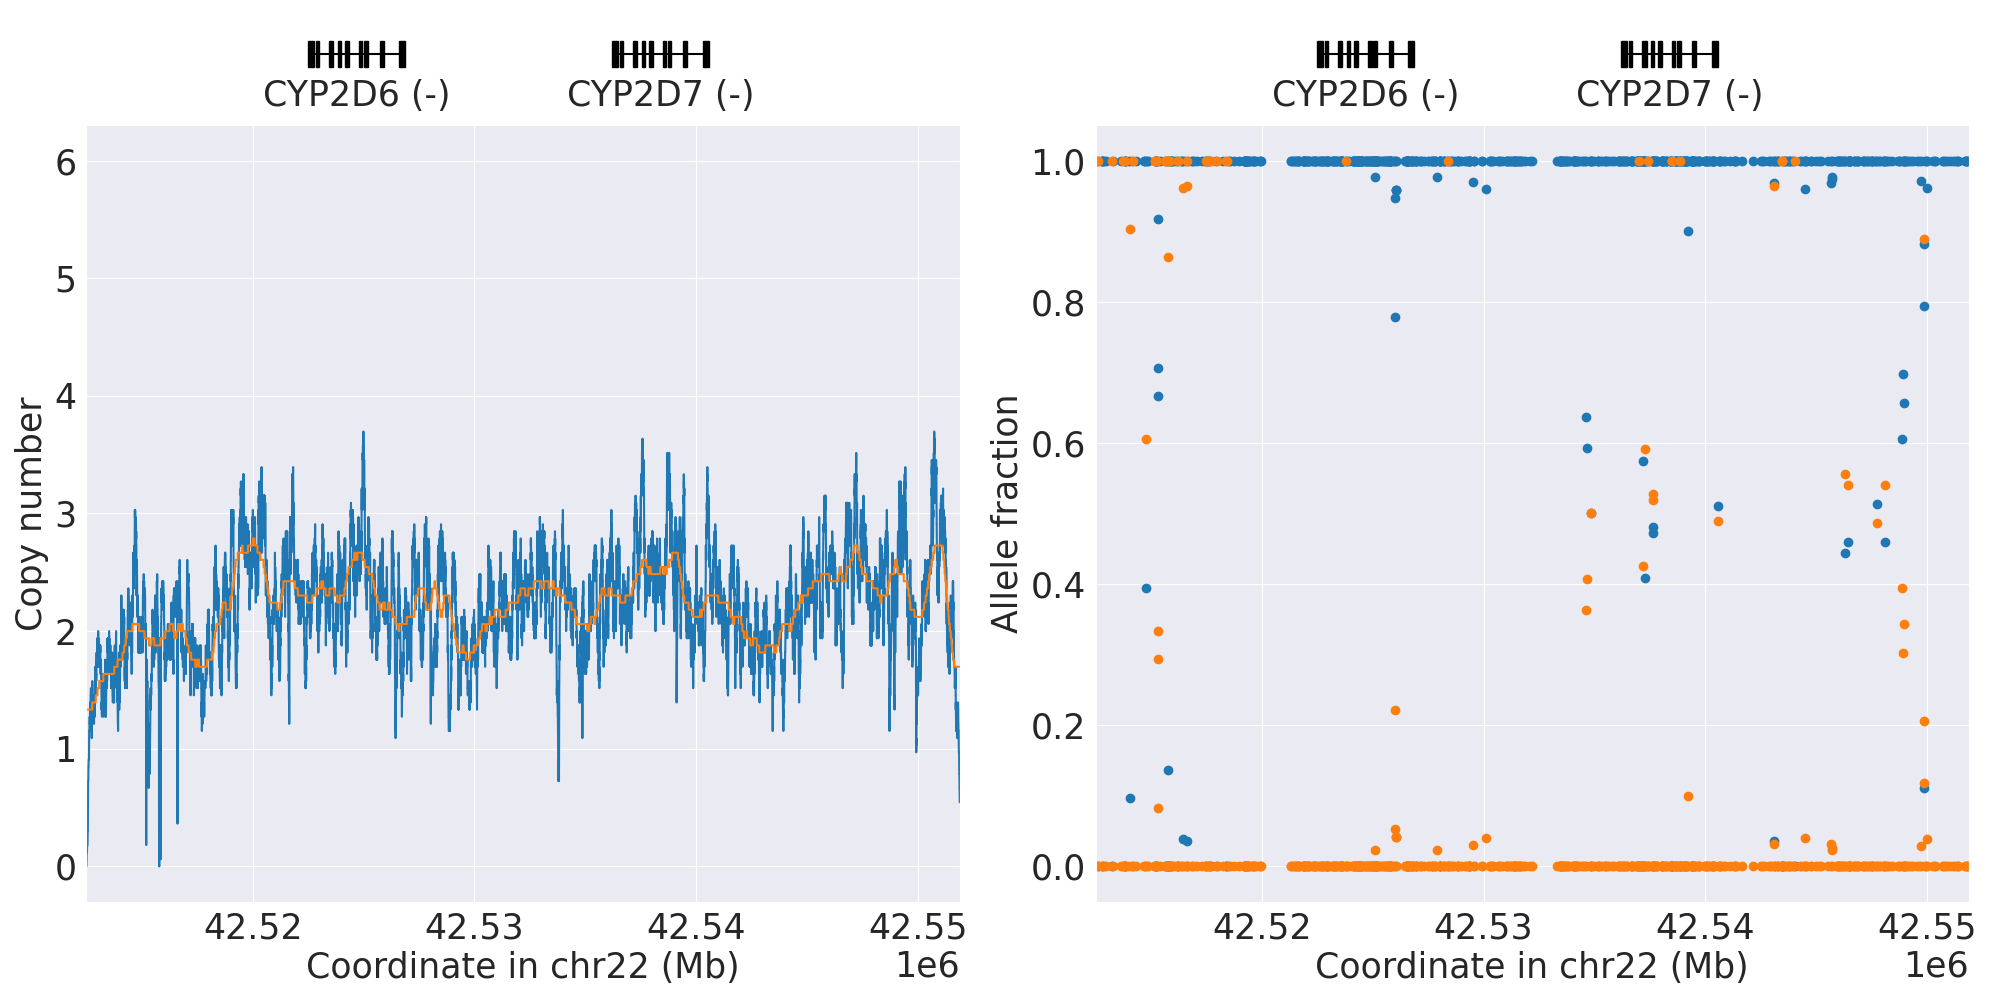 CYP2D6 (-) CYP2D7 (-)
6
5
4
3
2
1
0
Copy number
42.52 42.53 42.54 42.55
1e6
Coordinate in chr22 (Mb)
CYP2D6 (-) CYP2D7 (-)
1.0
0.8
0.6
0.4
0.2
0.0
Allele fraction
42.52 42.53 42.54 42.55
1e6
Coordinate in chr22 (Mb)